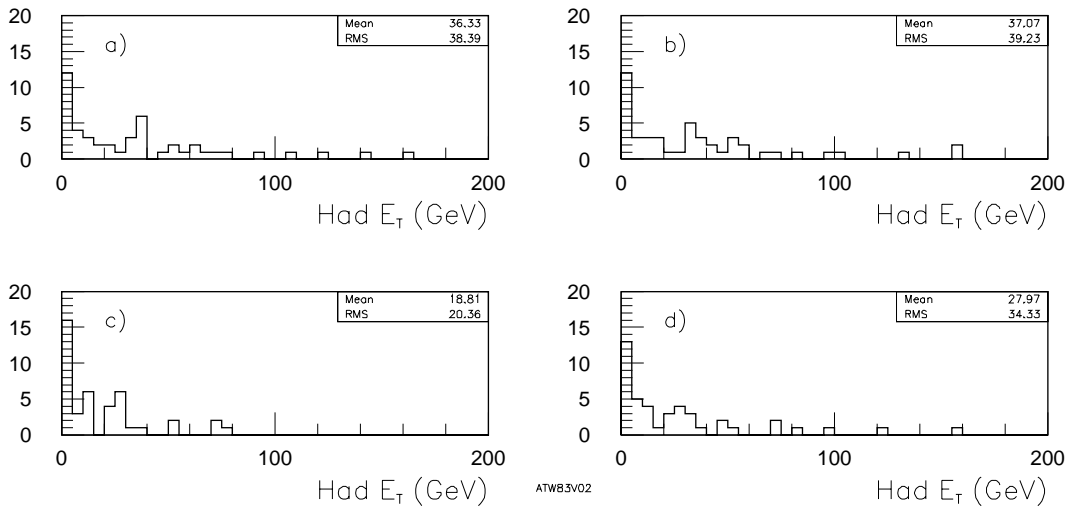 20
15
10
5
0
a)
Mean 36.33
RMS 38.39
0 100 200
Had E_T (GeV)
20
15
10
5
0
b)
Mean 37.07
RMS 39.23
0 100 200
Had E_T (GeV)
20
15
10
5
0
c)
Mean 18.81
RMS 20.36
0 100 200
Had E_T (GeV)
20
15
10
5
0
d)
Mean 27.97
RMS 34.33
0 100 200
Had E_T (GeV)
ATW83V02